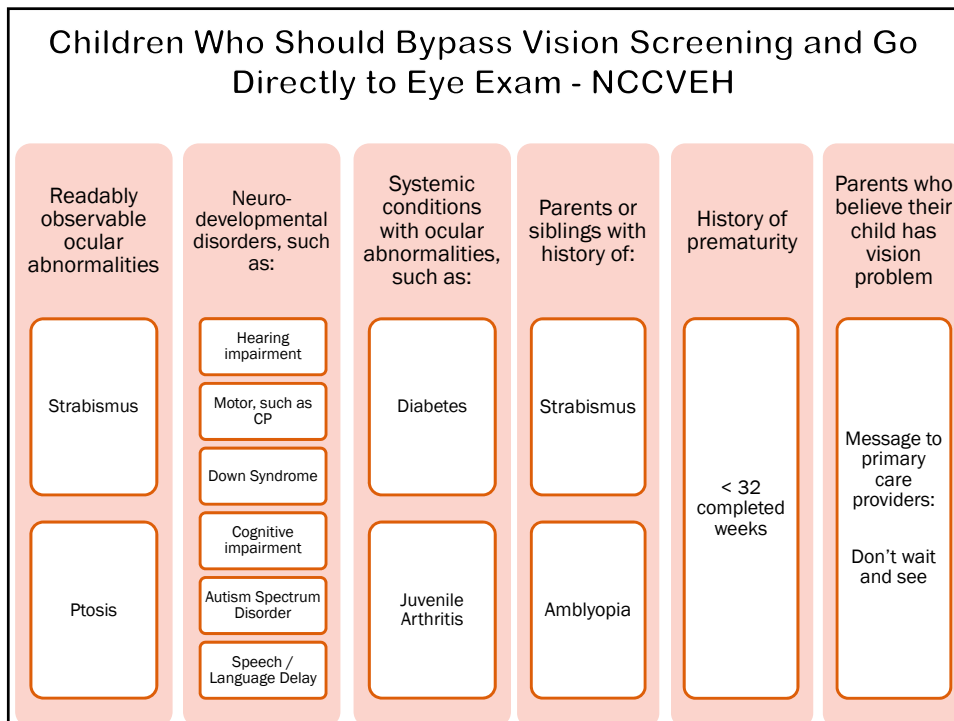 Children Who Should Bypass Vision Screening and Go
Directly to Eye Exam - NCCVEH
Readably
observable
ocular
abnormalities
Strabismus
Ptosis
Neuro-
developmental
disorders, such
as:
Hearing
impairment
Motor, such as
CP
Down Syndrome
Cognitive
impairment
Autism Spectrum
Disorder
Speech /
Language Delay
Systemic
conditions
with ocular
abnormalities,
such as:
Diabetes
Juvenile
Arthritis
Parents or
siblings with
history of:
Strabismus
Amblyopia
History of
prematurity
< 32
completed
weeks
Parents who
believe their
child has
vision
problem
Message to
primary
care
providers:
Don't wait
and see